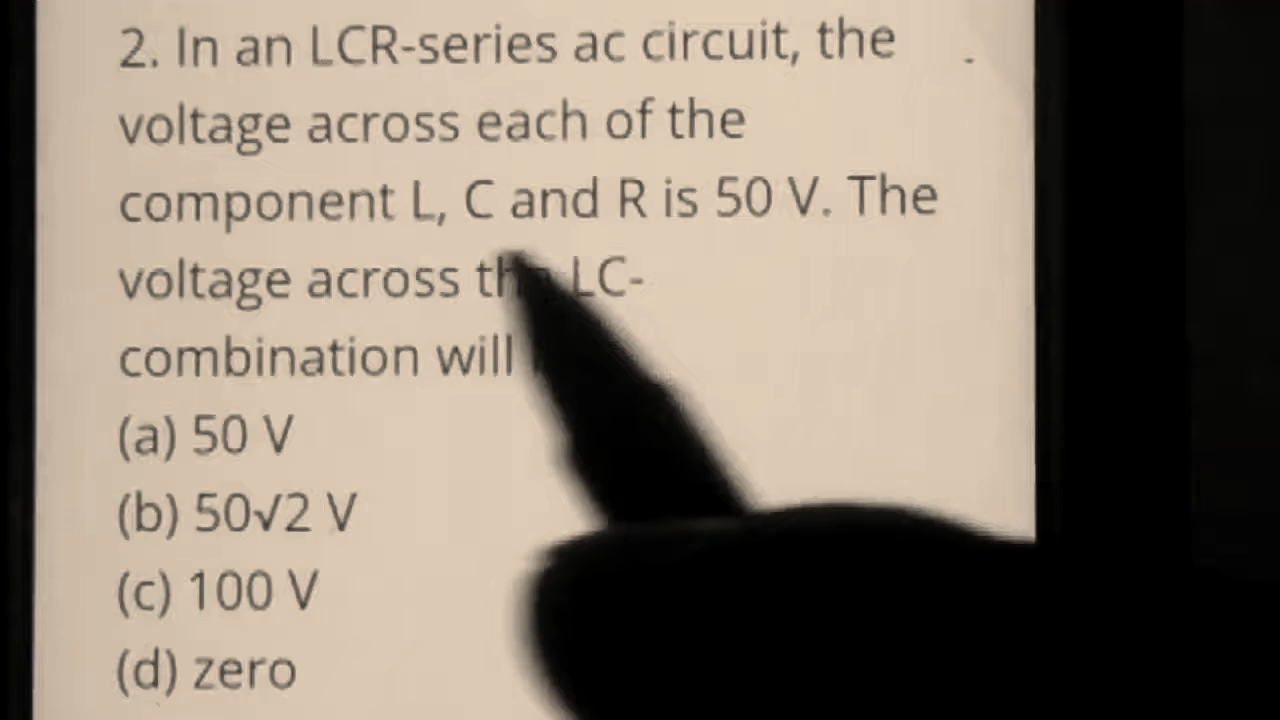 2. In an LCR-series ac circuit, the
voltage across each of the
component L, C and R is 50 V. The
voltage across the LC-
combination will
(a) 50 V
(b) 50√2 V
(c) 100 V
(d) zero